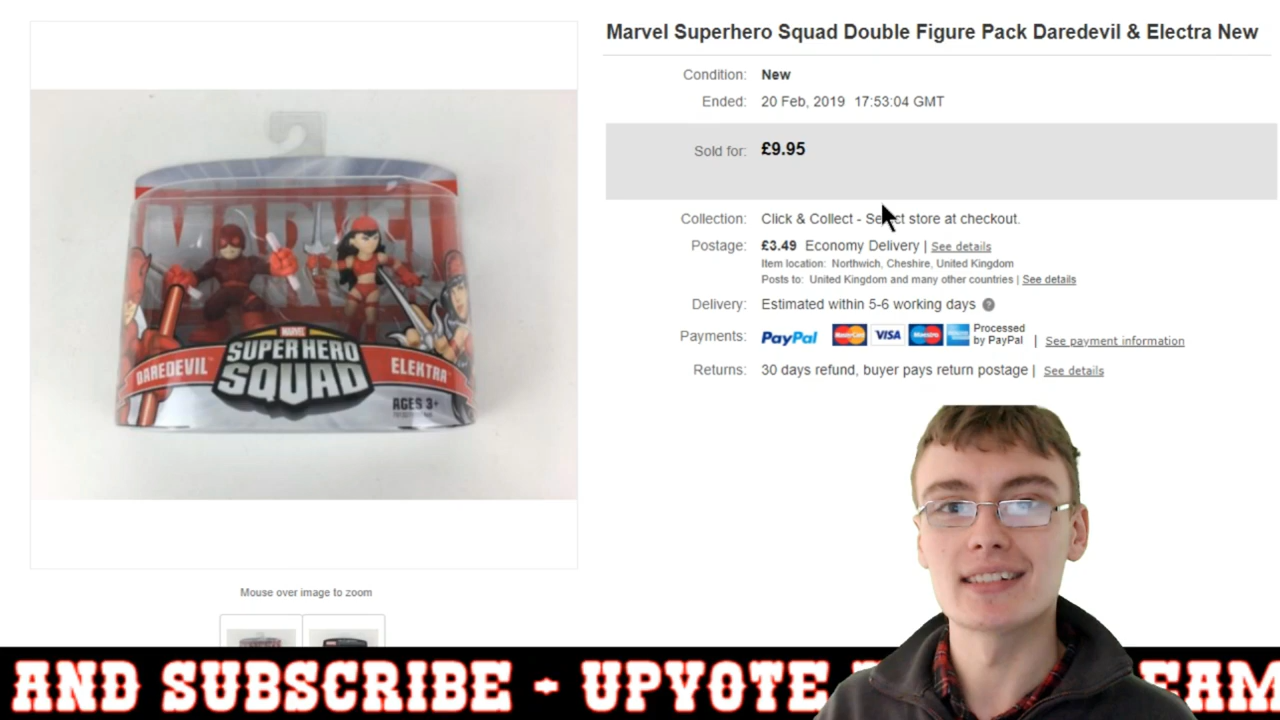 Marvel Superhero Squad Double Figure Pack Daredevil & Electra New
Condition: New
Ended: 20 Feb, 2019 17:53:04 GMT
Sold for: £9.95
Collection: Click & Collect - Select store at checkout.
Postage: £3.49 Economy Delivery | See details
Item location: Northwich, Cheshire, United Kingdom
Posts to: United Kingdom and many other countries | See details
Delivery: Estimated within 5-6 working days ?
Payments: PayPal MasterCard VISA Maestro Processed
by PayPal | See payment information
Returns: 30 days refund, buyer pays return postage | See details
MARVEL
MARVEL
SUPER HERO
SQUAD
DAREDEVIL
ELEKTRA
AGES 3+
Mouse over image to zoom
AND SUBSCRIBE - UPVOTE